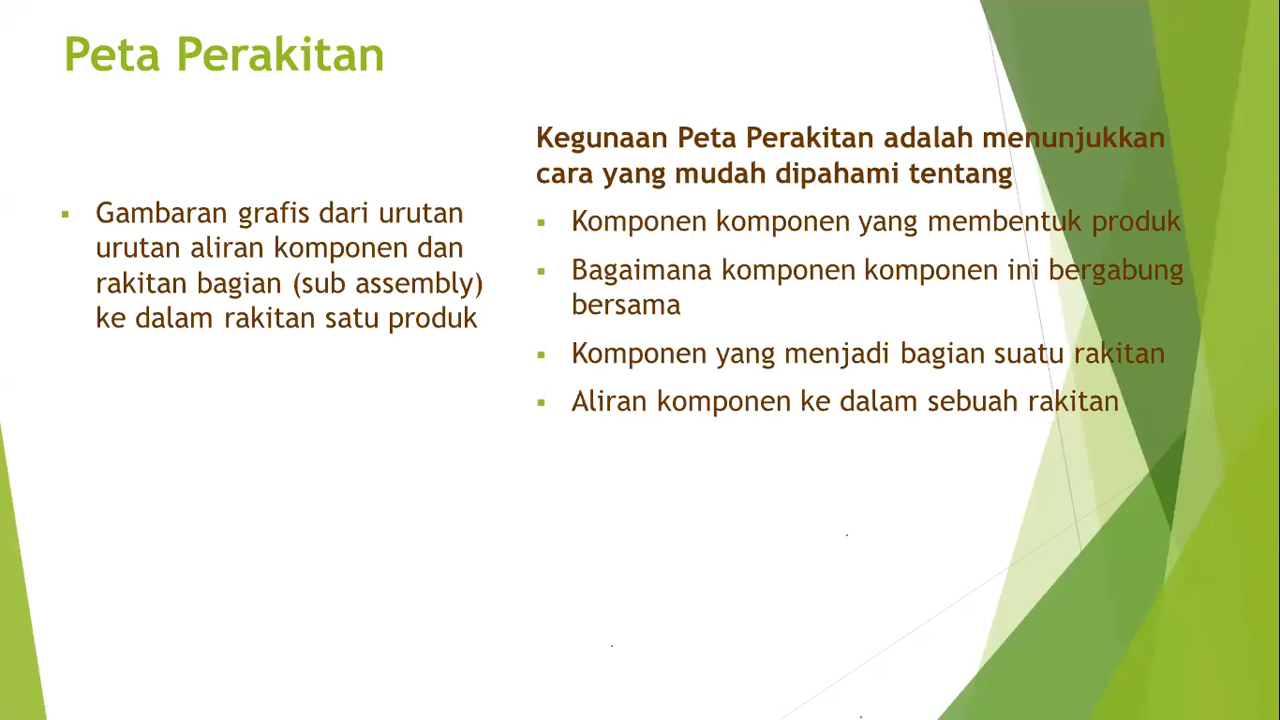 Peta Perakitan
Gambaran grafis dari urutan
urutan aliran komponen dan
rakitan bagian (sub assembly)
ke dalam rakitan satu produk
Kegunaan Peta Perakitan adalah menunjukkan
cara yang mudah dipahami tentang
Komponen komponen yang membentuk produk
Bagaimana komponen komponen ini bergabung
bersama
Komponen yang menjadi bagian suatu rakitan
Aliran komponen ke dalam sebuah rakitan